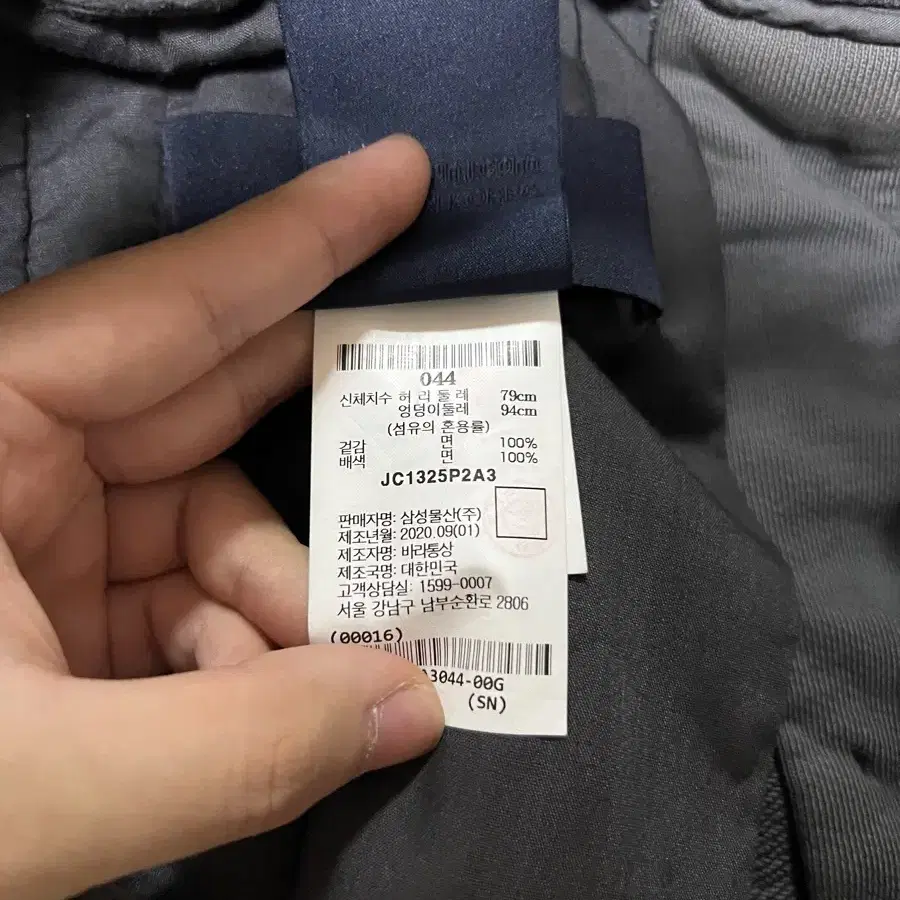 044
신체치수 허 리 둘 레 79cm
엉덩이둘레 94cm
(섬유의 혼용률)
겉감 면 100%
배색 면 100%
JC1325P2A3
판매자명: 삼성물산(주)
제조년월: 2020.09(01)
제조자명: 바리통상
제조국명: 대한민국
고객상담실: 1599-0007
서울 강남구 남부순환로 2806
(00016)
A3044-00G
(SN)